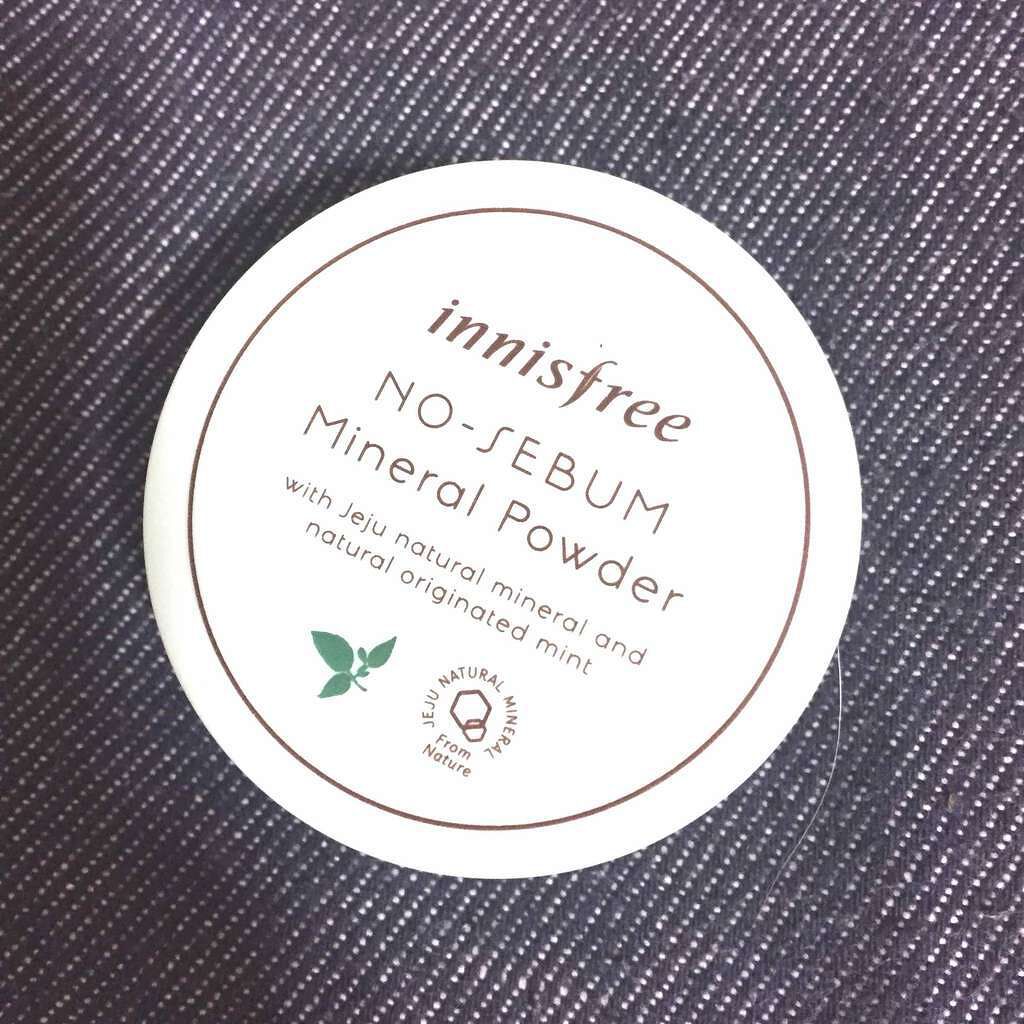 innisfree
NO-SEBUM
Mineral Powder
with Jeju natural mineral and
natural originated mint
JEJU NATURAL MINERAL
From
Nature